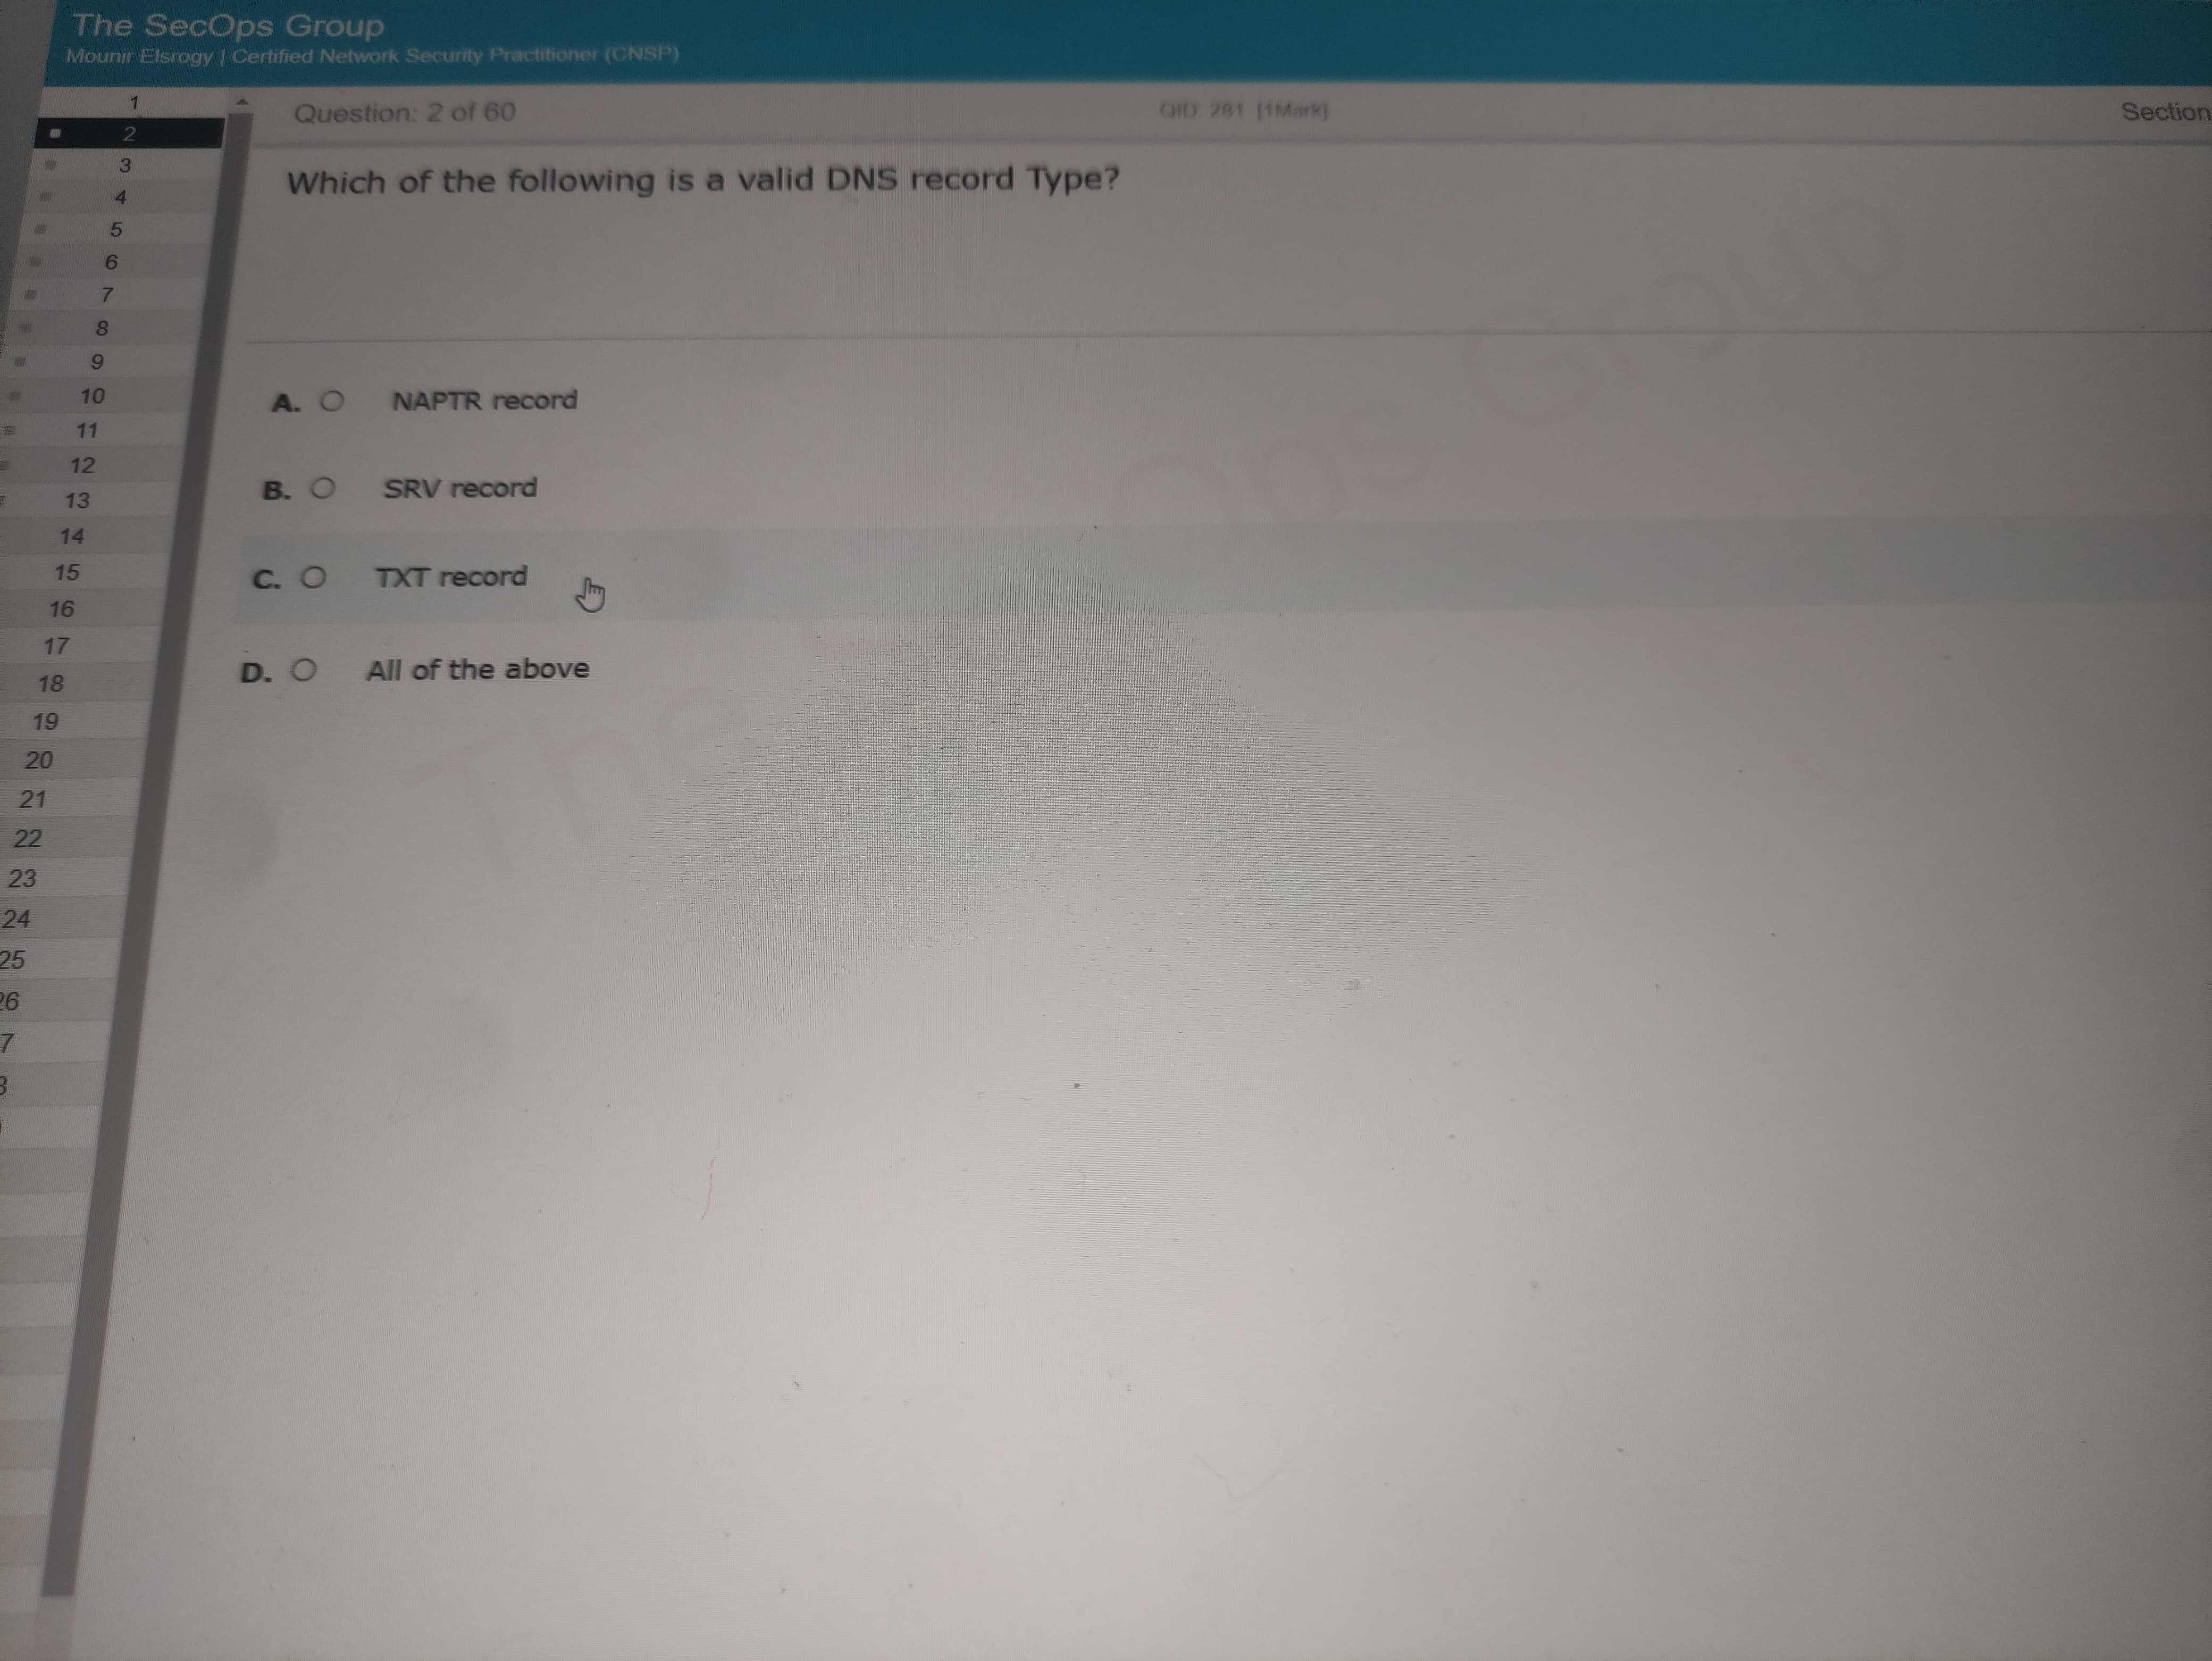 The SecOps Group
Mounir Elsrogy | Certified Network Security Practitioner (CNSP)
Question: 2 of 60
QID: 281 [1Mark]
Section
1
2
3
4
5
6
7
8
9
10
11
12
13
14
15
16
17
18
19
20
21
22
23
24
25
26
7
Which of the following is a valid DNS record Type?
A. NAPTR record
B. SRV record
C. TXT record
D. All of the above
The Ops Group